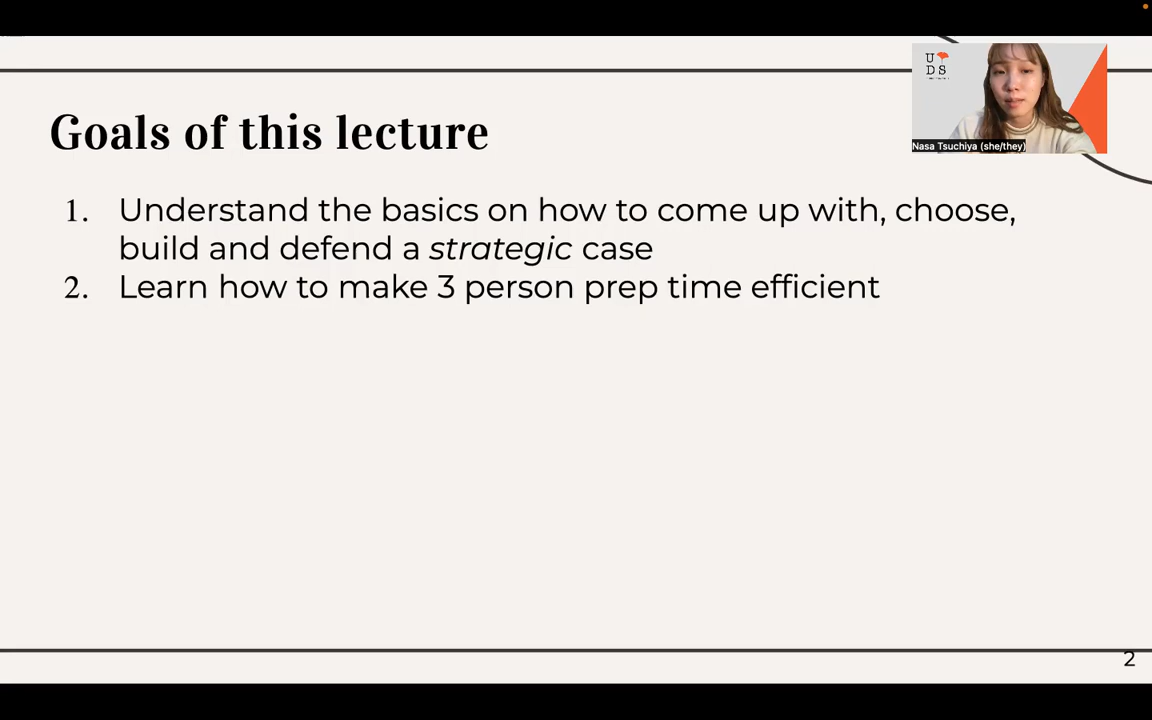 Goals of this lecture
1. Understand the basics on how to come up with, choose,
build and defend a strategic case
2. Learn how to make 3 person prep time efficient
U
DS
Nasa Tsuchiya (she/they)
2